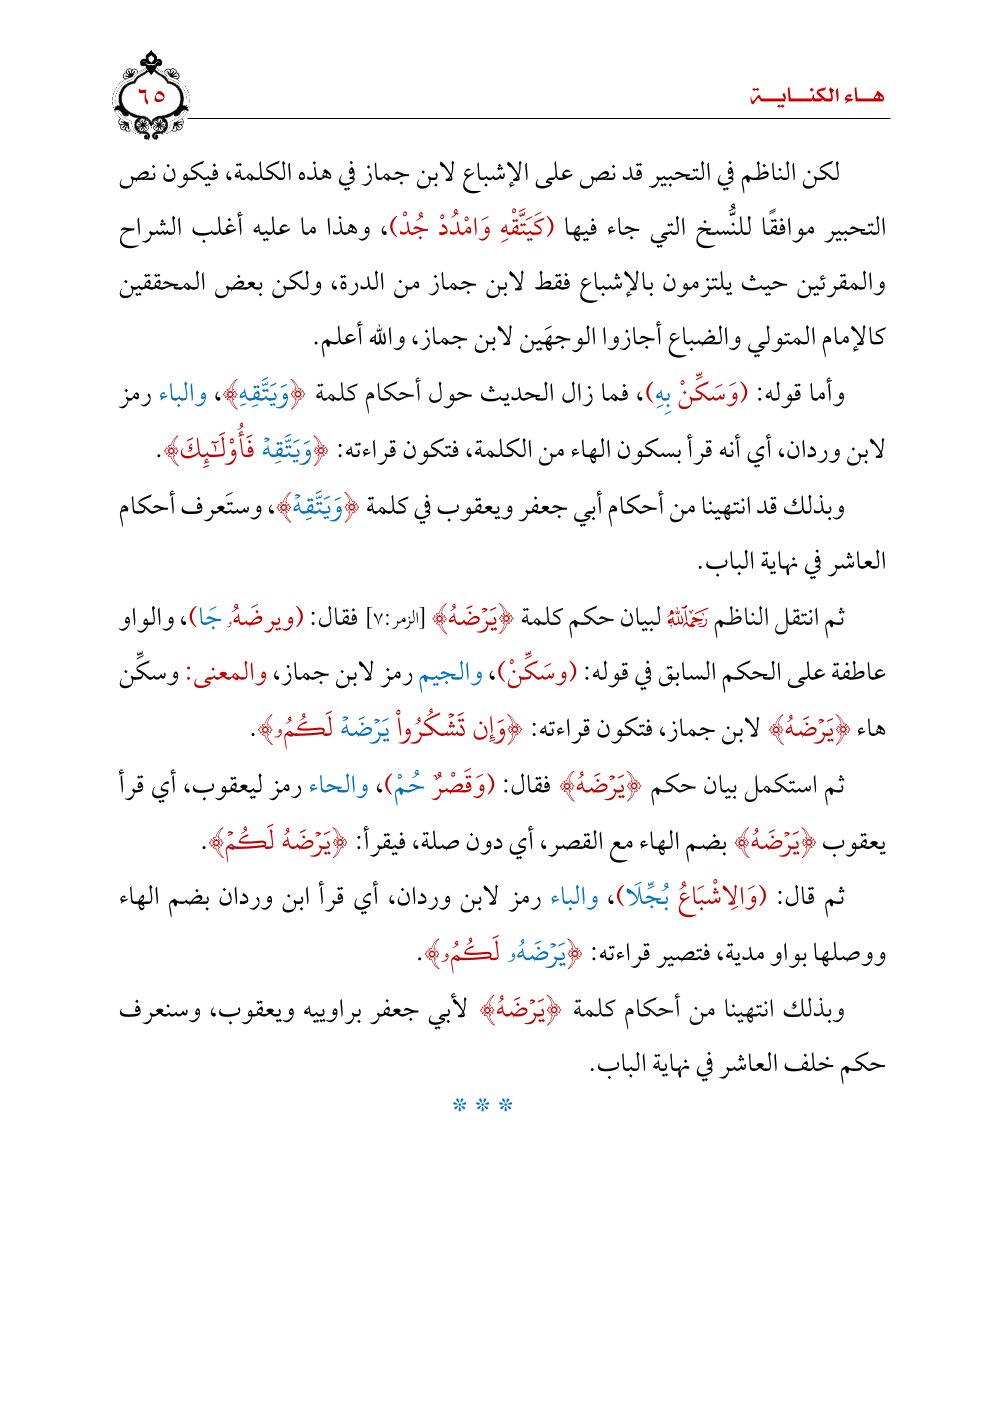 هـاء الكنـايـة
٦٥
لكن الناظم في التحبير قد نص على الإشباع لابن جماز في هذه الكلمة، فيكون نص
التحبير موافقًا للنُّسخ التي جاء فيها (كَيَتَّقْهِ وَامْدُدْ جُدْ)، وهذا ما عليه أغلب الشراح
والمقرئين حيث يلتزمون بالإشباع فقط لابن جماز من الدرة، ولكن بعض المحققين
كالإمام المتولي والضباع أجازوا الوجهَين لابن جماز، والله أعلم.
وأما قوله: (وَسَكِّنْ بِهِ)، فما زال الحديث حول أحكام كلمة ﴿وَيَتَّقِهِ﴾، والباء رمز
لابن وردان، أي أنه قرأ بسكون الهاء من الكلمة، فتكون قراءته: ﴿وَيَتَّقِهۡ فَأُوْلَـٰٓئِكَ﴾.
وبذلك قد انتهينا من أحكام أبي جعفر ويعقوب في كلمة ﴿وَيَتَّقِهۡ﴾، وستَعرف أحكام
العاشر في نهاية الباب.
ثم انتقل الناظم رَحِمَهُ ٱللَّهُ لبيان حكم كلمة ﴿يَرۡضَهُ﴾ [الزمر:٧] فقال: (ويرضَهُۥ جَا)، والواو
عاطفة على الحكم السابق في قوله: (وسَكِّنْ)، والجيم رمز لابن جماز، والمعنى: وسكِّن
هاء ﴿يَرۡضَهُ﴾ لابن جماز، فتكون قراءته: ﴿وَإِن تَشۡكُرُواْ يَرۡضَهۡ لَكُمُۥ﴾.
ثم استكمل بيان حكم ﴿يَرۡضَهُ﴾ فقال: (وَقَصْرٌ حُمْ)، والحاء رمز ليعقوب، أي قرأ
يعقوب ﴿يَرۡضَهُ﴾ بضم الهاء مع القصر، أي دون صلة، فيقرأ: ﴿يَرۡضَهُ لَكُمۡ﴾.
ثم قال: (وَالِاشْبَاعُ بُجِّلَا)، والباء رمز لابن وردان، أي قرأ ابن وردان بضم الهاء
ووصلها بواو مدية، فتصير قراءته: ﴿يَرۡضَهُۥ لَكُمُۥ﴾.
وبذلك انتهينا من أحكام كلمة ﴿يَرۡضَهُ﴾ لأبي جعفر براوييه ويعقوب، وسنعرف
حكم خلف العاشر في نهاية الباب.
* * *